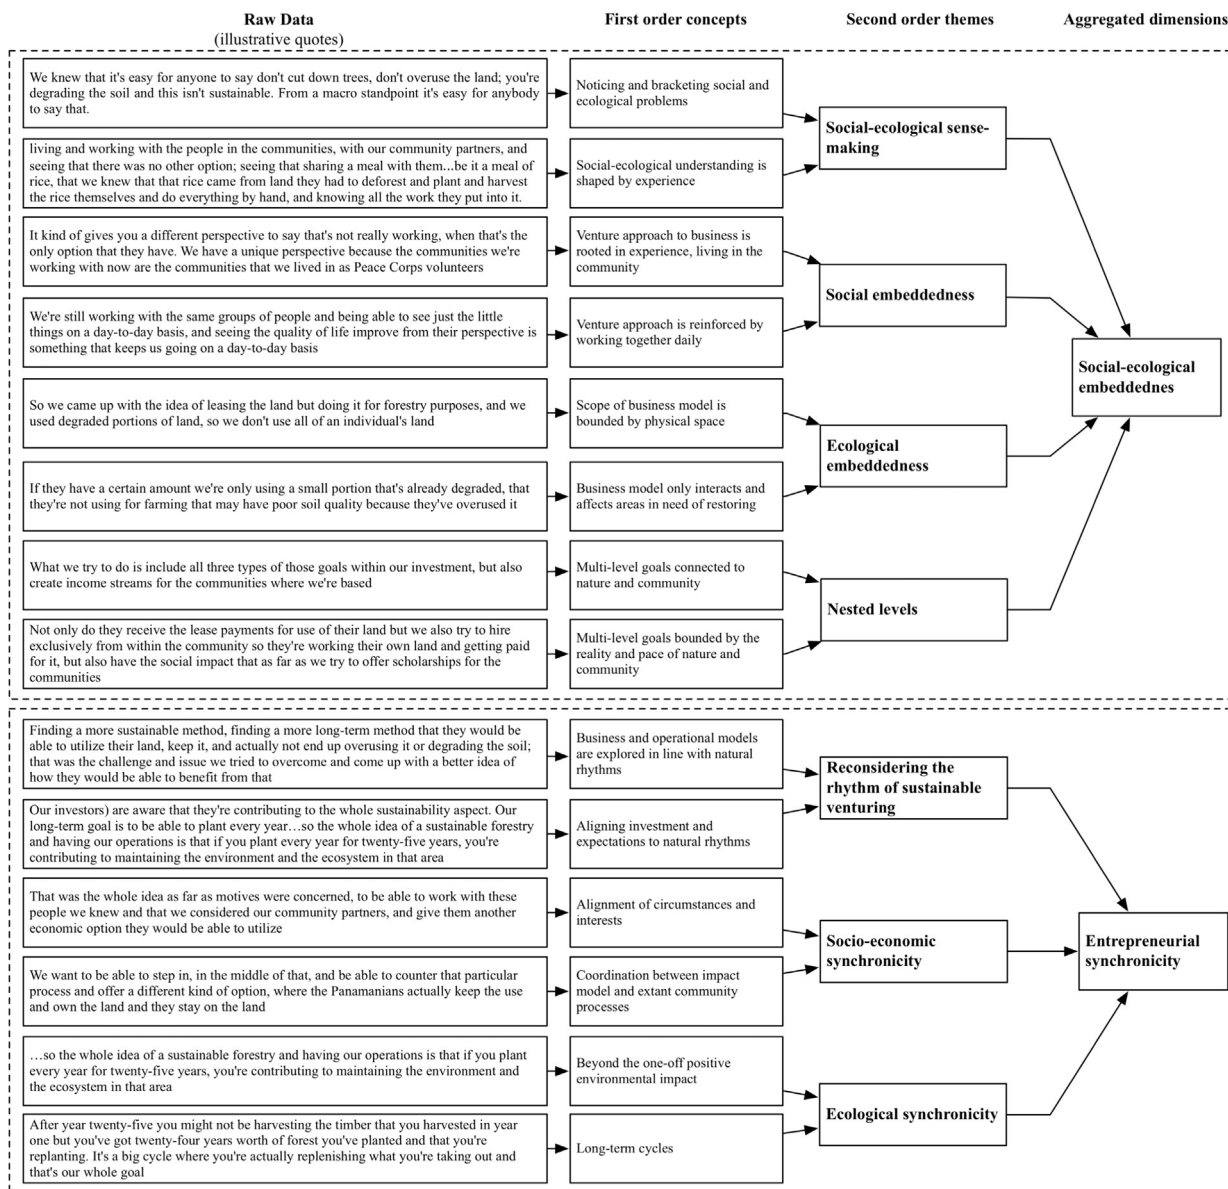 Raw Data
(illustrative quotes)
First order concepts
Second order themes
Aggregated dimensions
We knew that it's easy for anyone to say don't cut down trees, don't overuse the land; you're
degrading the soil and this isn't sustainable. From a macro standpoint it's easy for anybody
to say that.
Noticing and bracketing social and
ecological problems
living and working with the people in the communities, with our community partners, and
seeing that there was no other option; seeing that sharing a meal with them...be it a meal of
rice, that we knew that that rice came from land they had to deforest and plant and harvest
the rice themselves and do everything by hand, and knowing all the work they put into it.
Social-ecological understanding is
shaped by experience
Social-ecological sense-
making
It kind of gives you a different perspective to say that's not really working, when that's the
only option that they have. We have a unique perspective because the communities we're
working with now are the communities that we lived in as Peace Corps volunteers
Venture approach to business is
rooted in experience, living in the
community
We're still working with the same groups of people and being able to see just the little
things on a day-to-day basis, and seeing the quality of life improve from their perspective is
something that keeps us going on a day-to-day basis
Venture approach is reinforced by
working together daily
Social embeddedness
So we came up with the idea of leasing the land but doing it for forestry purposes, and we
used degraded portions of land, so we don't use all of an individual's land
Scope of business model is
bounded by physical space
If they have a certain amount we're only using a small portion that's already degraded, that
they're not using for farming that may have poor soil quality because they've overused it
Business model only interacts and
affects areas in need of restoring
Ecological
embeddedness
What we try to do is include all three types of those goals within our investment, but also
create income streams for the communities where we're based
Multi-level goals connected to
nature and community
Not only do they receive the lease payments for use of their land but we also try to hire
exclusively from within the community so they're working their own land and getting paid
for it, but also have the social impact that as far as we try to offer scholarships for the
communities
Multi-level goals bounded by the
reality and pace of nature and
community
Nested levels
Social-ecological
embeddednes
Finding a more sustainable method, finding a more long-term method that they would be
able to utilize their land, keep it, and actually not end up overusing it or degrading the soil;
that was the challenge and issue we tried to overcome and come up with a better idea of
how they would be able to benefit from that
Business and operational models
are explored in line with natural
rhythms
Our investors) are aware that they're contributing to the whole sustainability aspect. Our
long-term goal is to be able to plant every year…so the whole idea of a sustainable forestry
and having our operations is that if you plant every year for twenty-five years, you're
contributing to maintaining the environment and the ecosystem in that area
Aligning investment and
expectations to natural rhythms
Reconsidering the
rhythm of sustainable
venturing
That was the whole idea as far as motives were concerned, to be able to work with these
people we knew and that we considered our community partners, and give them another
economic option they would be able to utilize
Alignment of circumstances and
interests
We want to be able to step in, in the middle of that, and be able to counter that particular
process and offer a different kind of option, where the Panamanians actually keep the use
and own the land and they stay on the land
Coordination between impact
model and extant community
processes
Socio-economic
synchronicity
…so the whole idea of a sustainable forestry and having our operations is that if you plant
every year for twenty-five years, you're contributing to maintaining the environment and
the ecosystem in that area
Beyond the one-off positive
environmental impact
After year twenty-five you might not be harvesting the timber that you harvested in year
one but you've got twenty-four years worth of forest you've planted and that you're
replanting. It's a big cycle where you're actually replenishing what you're taking out and
that's our whole goal
Long-term cycles
Ecological synchronicity
Entrepreneurial
synchronicity